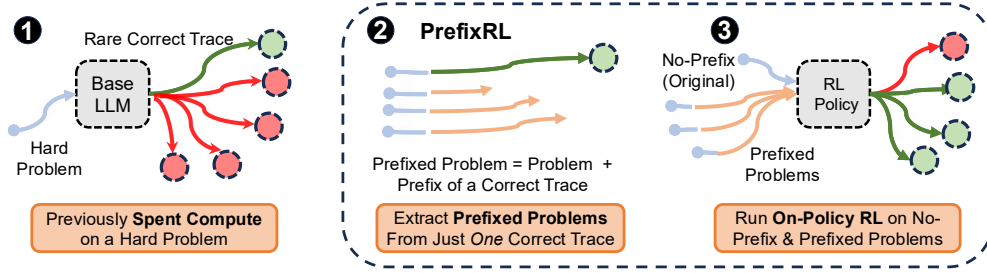 1
Rare Correct Trace
Base
LLM
Hard
Problem
Previously Spent Compute
on a Hard Problem
2 PrefixRL
Prefixed Problem = Problem +
Prefix of a Correct Trace
Extract Prefixed Problems
From Just One Correct Trace
3
No-Prefix
(Original)
RL
Policy
Prefixed
Problems
Run On-Policy RL on No-
Prefix & Prefixed Problems